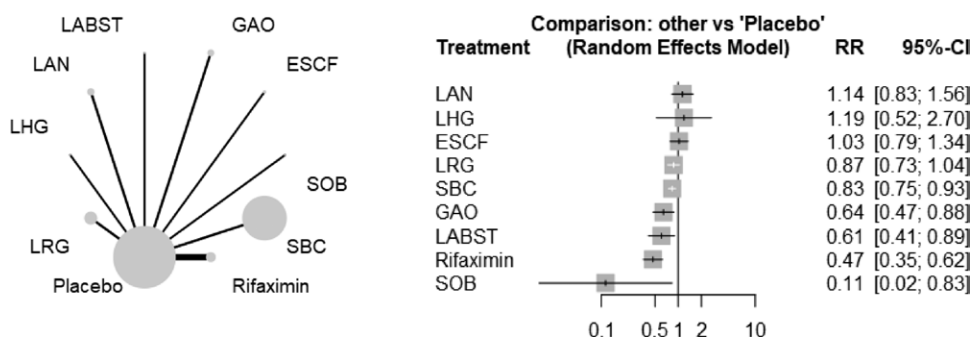 LABST
GAO
LAN
ESCF
LHG
SOB
LRG
SBC
Placebo
Rifaximin
Comparison: other vs 'Placebo'
Treatment (Random Effects Model) RR 95%-CI
LAN 1.14 [0.83; 1.56]
LHG 1.19 [0.52; 2.70]
ESCF 1.03 [0.79; 1.34]
LRG 0.87 [0.73; 1.04]
SBC 0.83 [0.75; 0.93]
GAO 0.64 [0.47; 0.88]
LABST 0.61 [0.41; 0.89]
Rifaximin 0.47 [0.35; 0.62]
SOB 0.11 [0.02; 0.83]
0.1 0.5 1 2 10